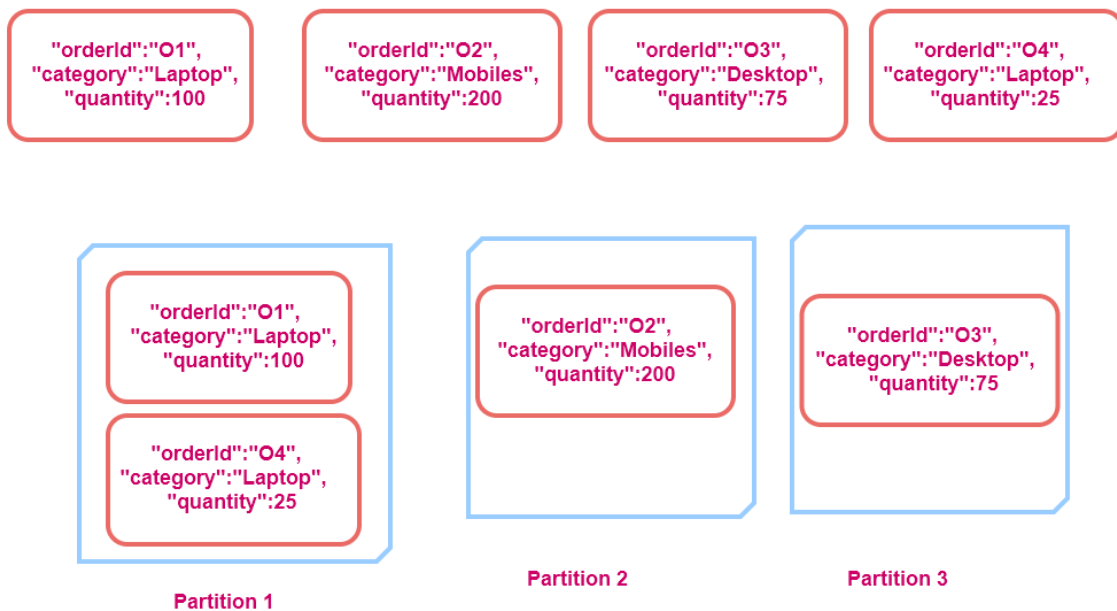 "orderId":"O1",
"category":"Laptop",
"quantity":100
"orderId":"O2",
"category":"Mobiles",
"quantity":200
"orderId":"O3",
"category":"Desktop",
"quantity":75
"orderId":"O4",
"category":"Laptop",
"quantity":25
"orderId":"O1",
"category":"Laptop",
"quantity":100
"orderId":"O4",
"category":"Laptop",
"quantity":25
Partition 1
"orderId":"O2",
"category":"Mobiles",
"quantity":200
Partition 2
"orderId":"O3",
"category":"Desktop",
"quantity":75
Partition 3